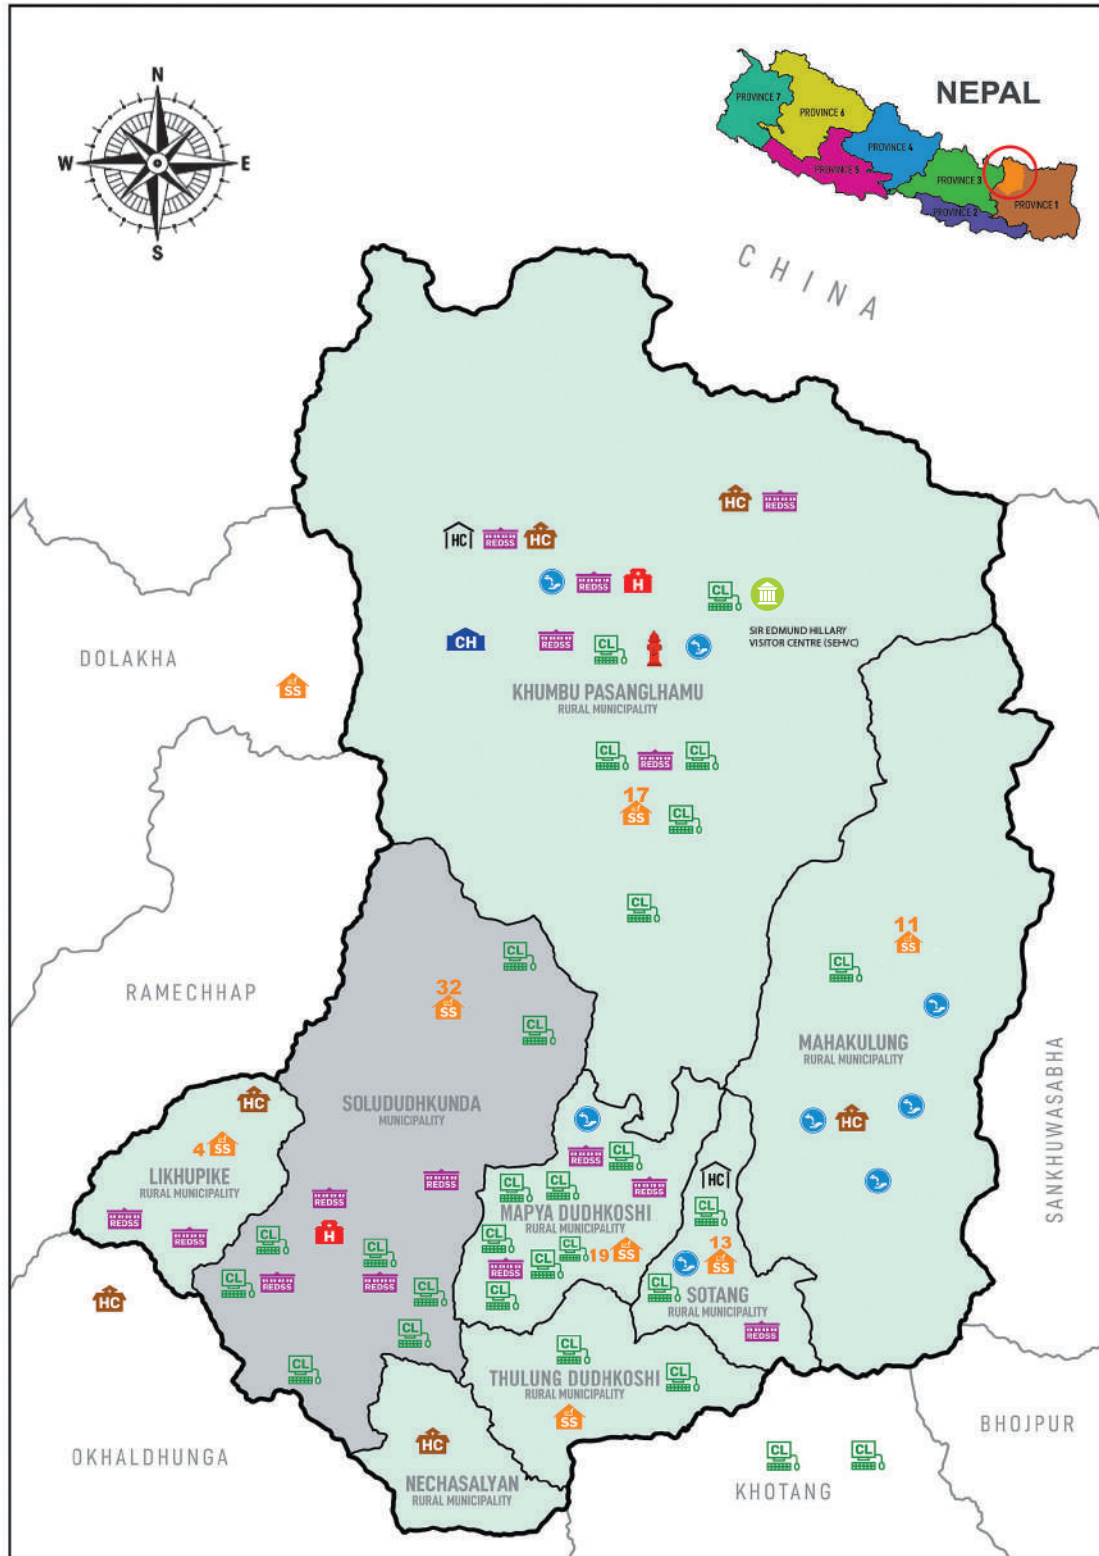 N
W E
S
NEPAL
PROVINCE 7
PROVINCE 6
PROVINCE 4
PROVINCE 5
PROVINCE 3
PROVINCE 1
PROVINCE 2
CHINA
HC REDSS
HC REDSS HC
REDSS H
CL
SIR EDMUND HILLARY
VISITOR CENTRE (SEHVC)
CH REDSS CL
DOLAKHA
SS
KHUMBU PASANGLHAMU
RURAL MUNICIPALITY
CL REDSS CL
17
SS CL
CL
11
SS
CL
CL
32
SS
CL
RAMECHHAP
MAHAKULUNG
RURAL MUNICIPALITY
SANKHUWASABHA
HC
SOLUDUDHKUNDA
MUNICIPALITY
HC
4 SS
LIKHUPIKE
RURAL MUNICIPALITY
REDSS
REDSS
REDSS
REDSS
H
CL
CL
CL REDSS
REDSS
CL
CL
CL
REDSS CL
CL CL
REDSS
MAPYA DUDHKOSHI
RURAL MUNICIPALITY
CL
CL
CL
19 SS
REDSS
CL
HC
CL
13
SS
CL
SOTANG
RURAL MUNICIPALITY
REDSS
HC
CL
CL
THULUNG DUDHKOSHI
RURAL MUNICIPALITY
SS
HC
NECHASALYAN
RURAL MUNICIPALITY
OKHALDHUNGA
BHOJPUR
CL CL
KHOTANG